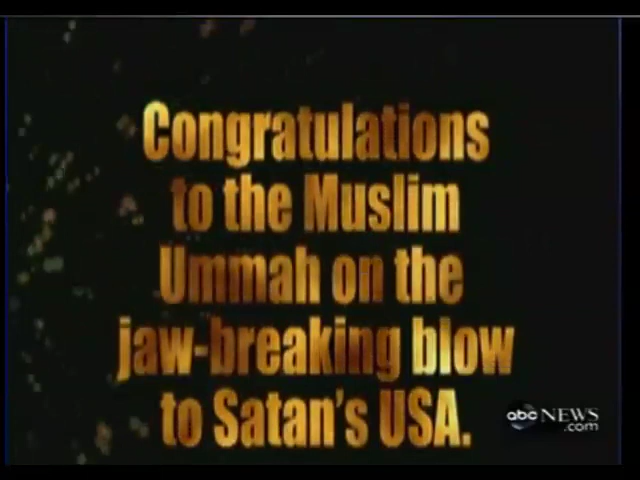 Congratulations
to the Muslim
Ummah on the
jaw-breaking blow
to Satan's USA.
abc NEWS
.com